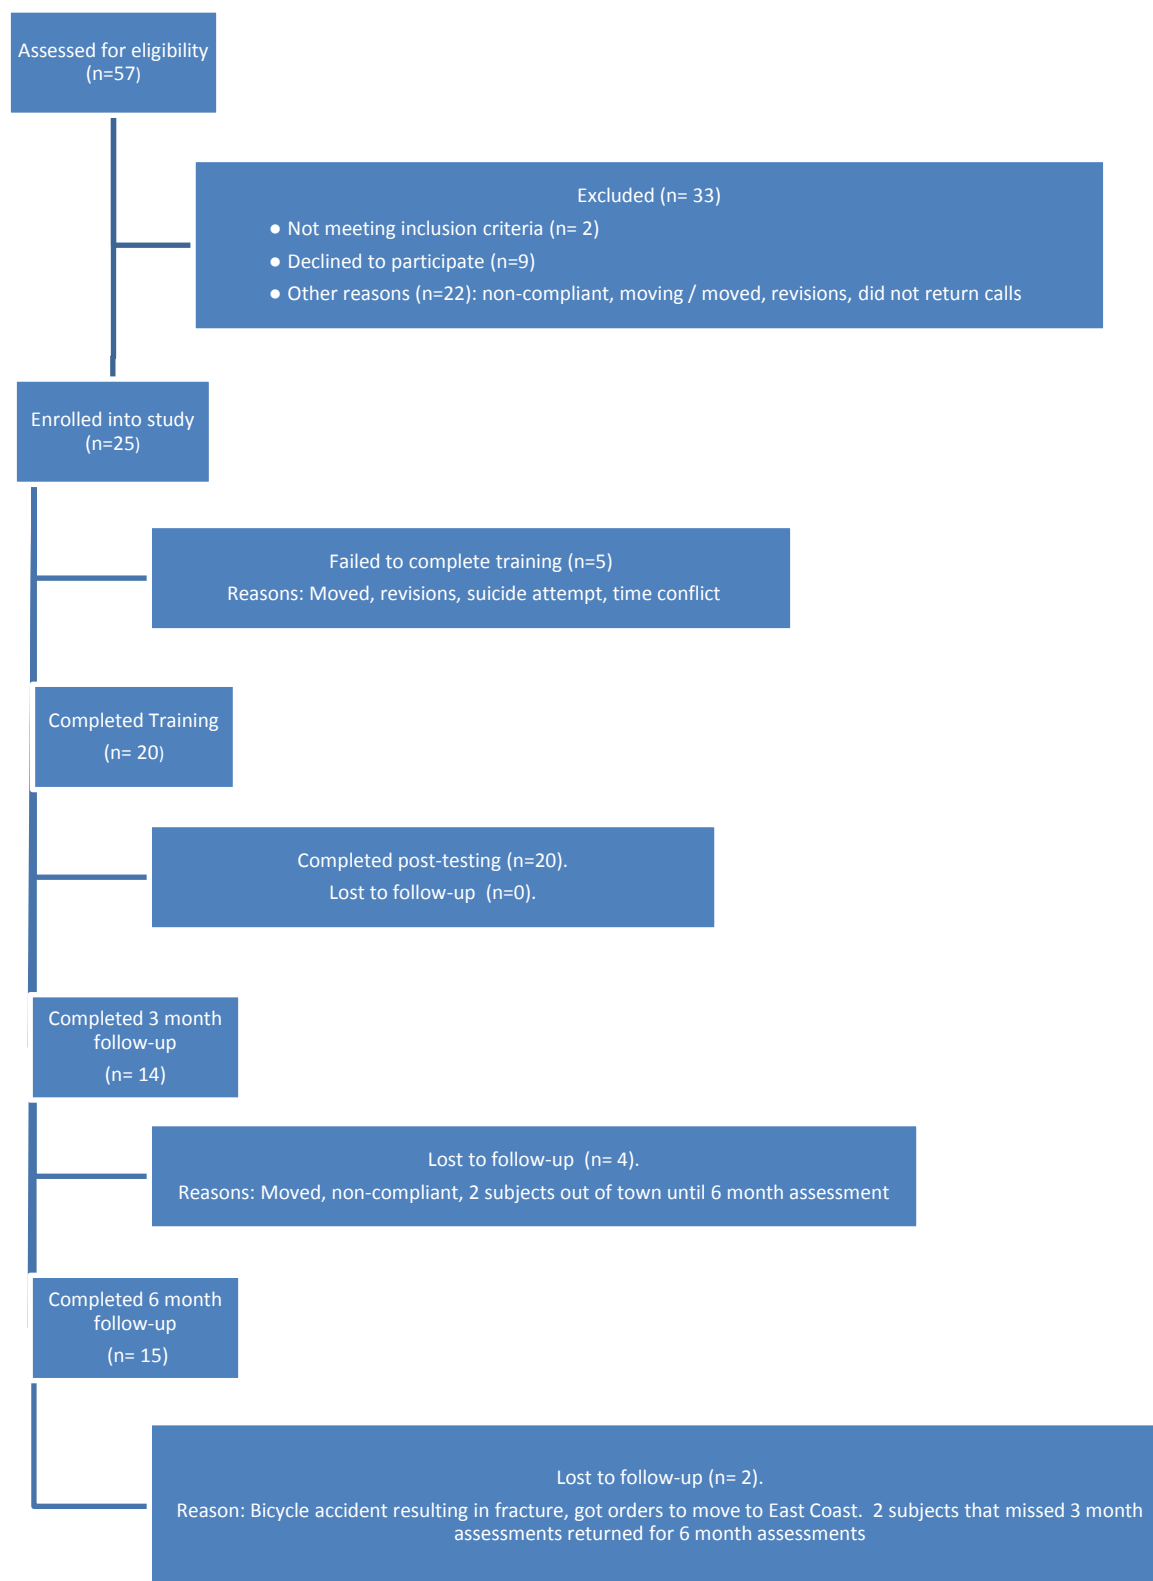 Assessed for eligibility
(n=57)
Excluded (n= 33)
● Not meeting inclusion criteria (n= 2)
● Declined to participate (n=9)
● Other reasons (n=22): non-compliant, moving / moved, revisions, did not return calls
Enrolled into study
(n=25)
Failed to complete training (n=5)
Reasons: Moved, revisions, suicide attempt, time conflict
Completed Training
(n= 20)
Completed post-testing (n=20).
Lost to follow-up (n=0).
Completed 3 month
follow-up
(n= 14)
Lost to follow-up (n= 4).
Reasons: Moved, non-compliant, 2 subjects out of town until 6 month assessment
Completed 6 month
follow-up
(n= 15)
Lost to follow-up (n= 2).
Reason: Bicycle accident resulting in fracture, got orders to move to East Coast. 2 subjects that missed 3 month
assessments returned for 6 month assessments